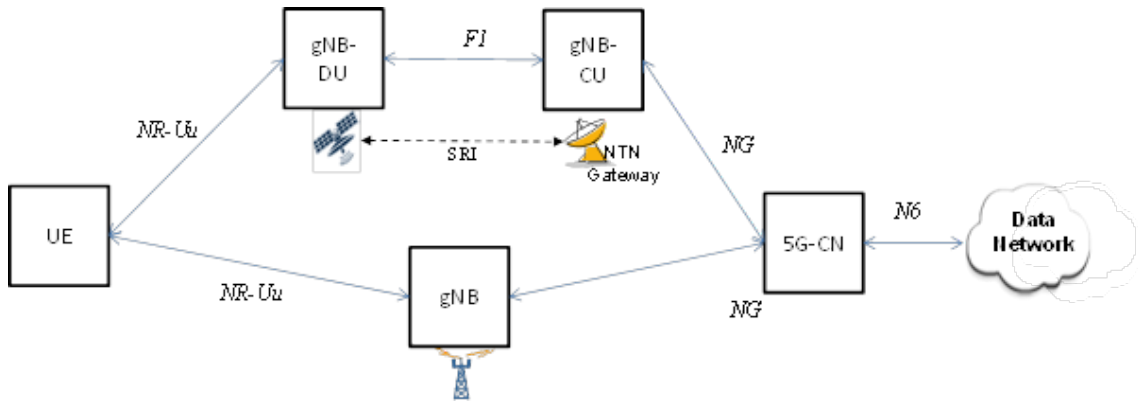 gNB-
DU
F1
gNB-
CU
NR-Uu
SRI
NTN
Gateway
NG
UE
5G-CN
N6
Data
Network
NR-Uu
gNB
NG